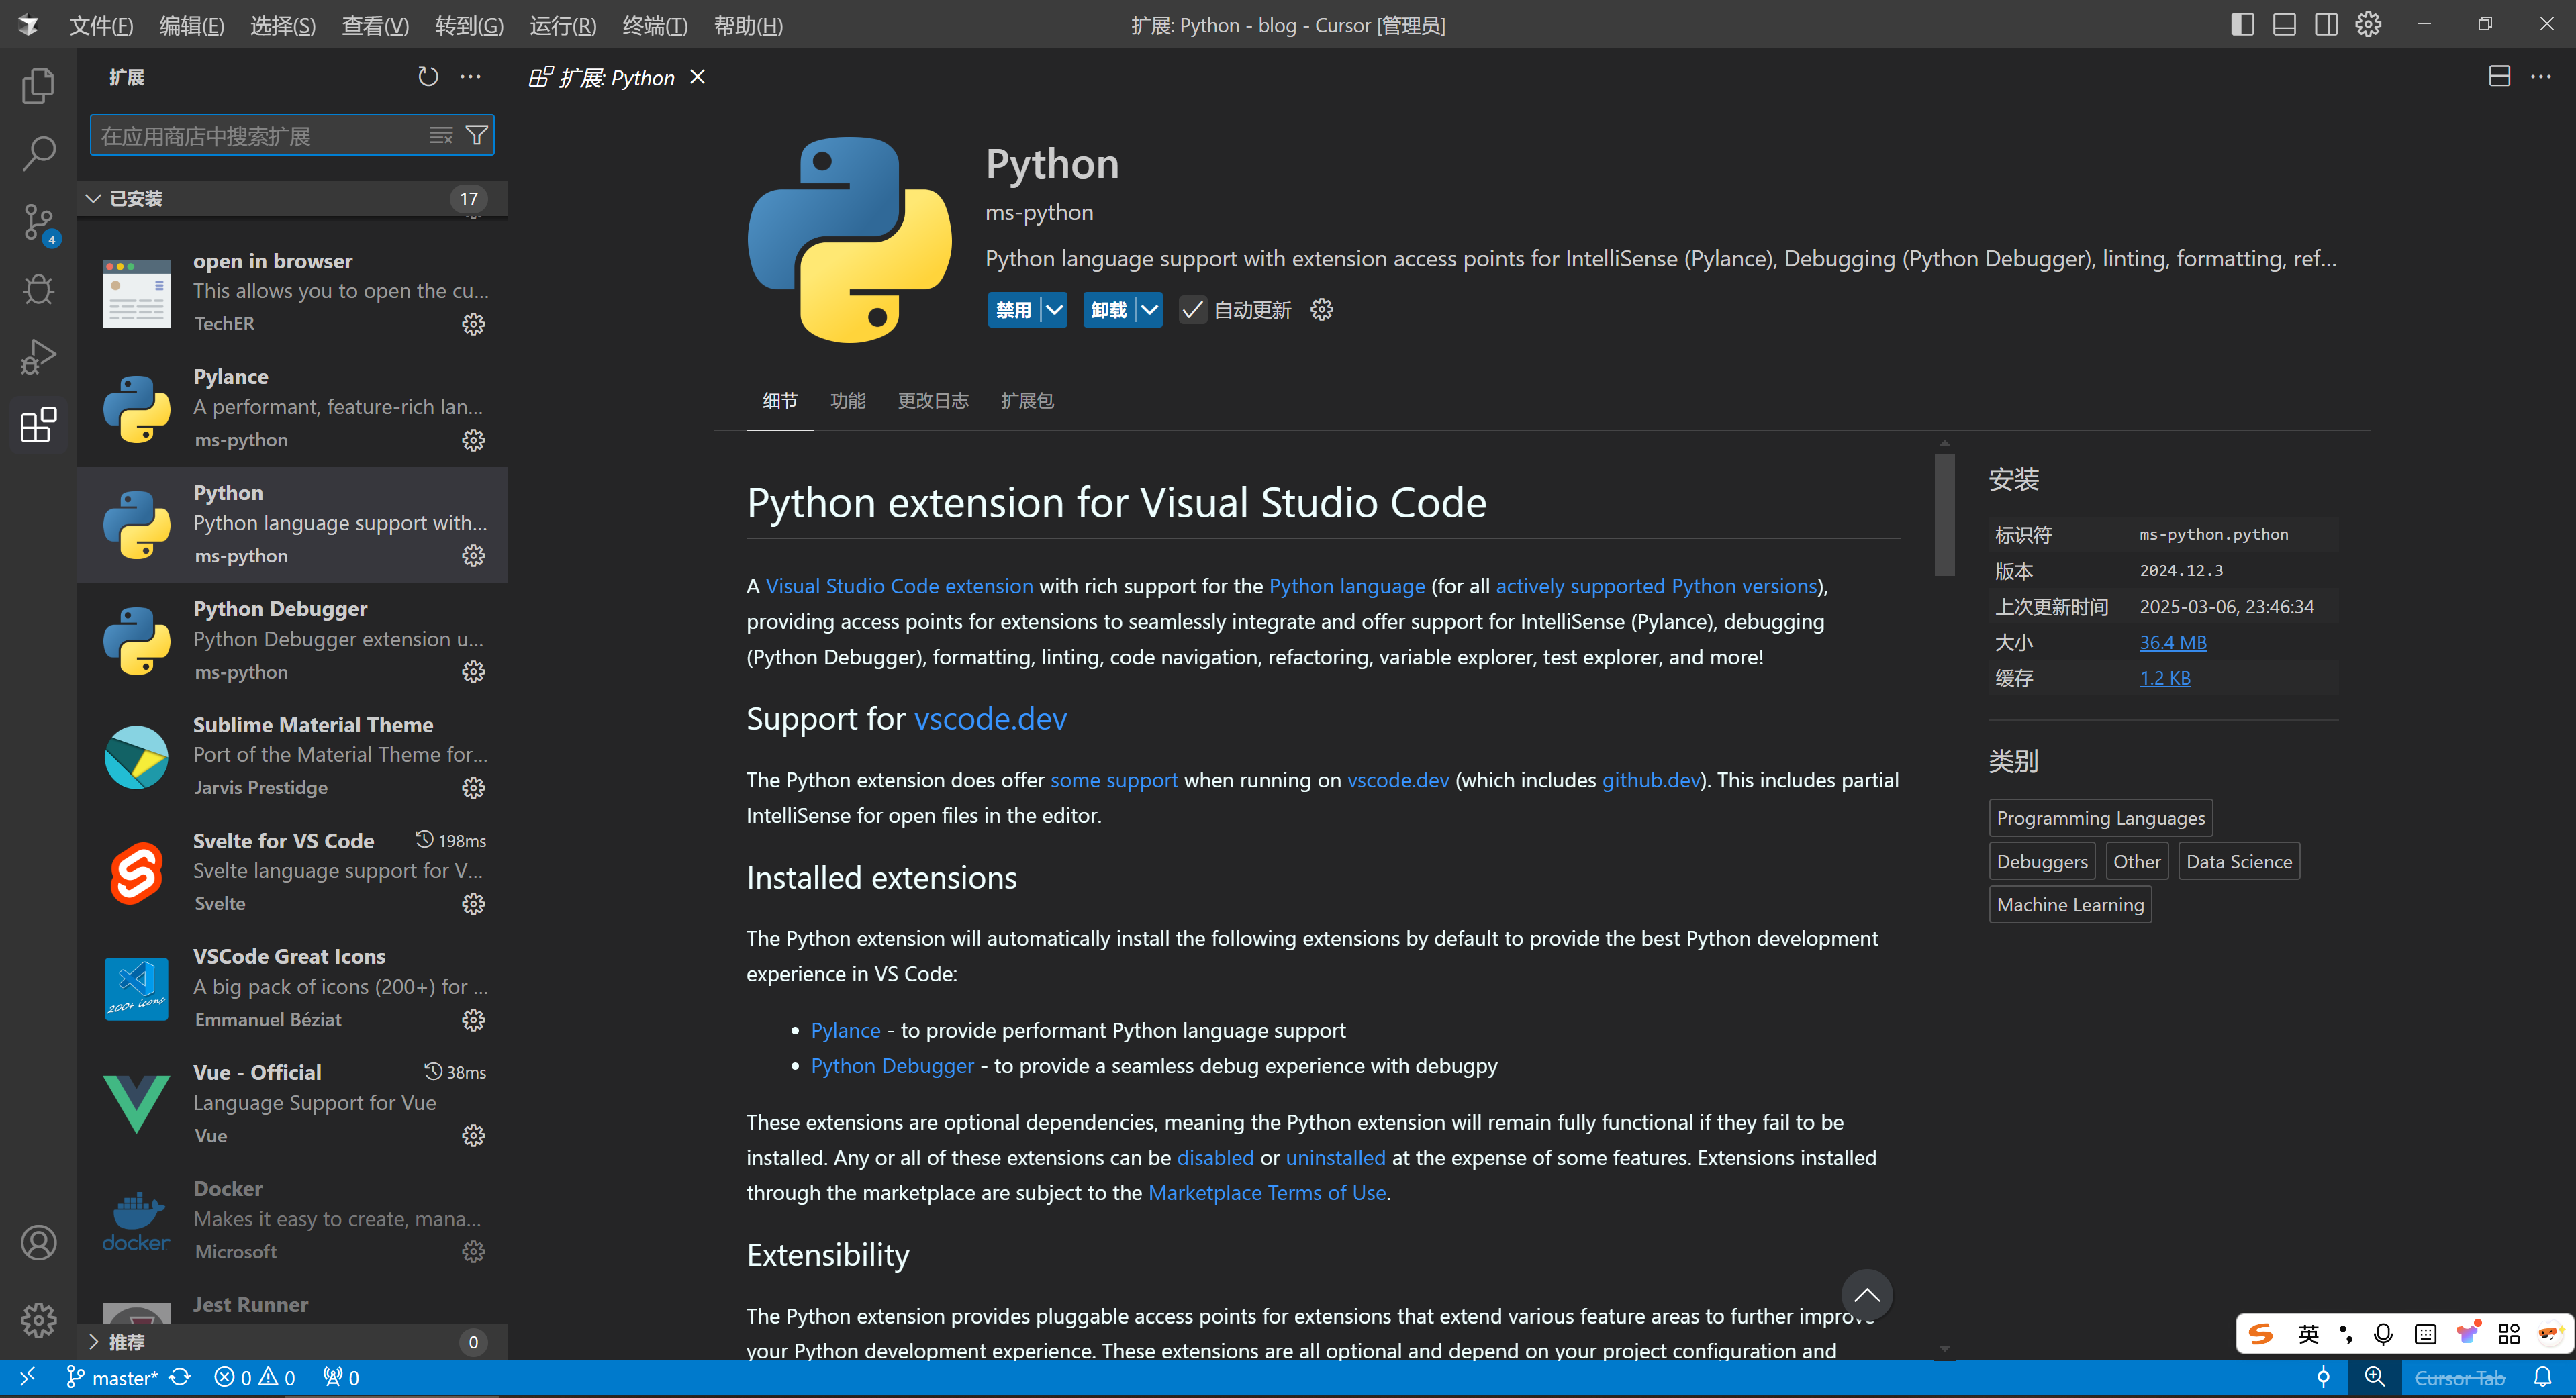 文件(F) 编辑(E) 选择(S) 查看(V) 转到(G) 运行(R) 终端(T) 帮助(H)
扩展: Python - blog - Cursor [管理员]
扩展
在应用商店中搜索扩展
已安装 17
open in browser
This allows you to open the cu...
TechER
Pylance
A performant, feature-rich lan...
ms-python
Python
Python language support with...
ms-python
Python Debugger
Python Debugger extension u...
ms-python
Sublime Material Theme
Port of the Material Theme for...
Jarvis Prestidge
Svelte for VS Code 198ms
Svelte language support for V...
Svelte
200+ icons
VSCode Great Icons
A big pack of icons (200+) for ...
Emmanuel Béziat
Vue - Official 38ms
Language Support for Vue
Vue
docker
Docker
Makes it easy to create, mana...
Microsoft
Jest Runner
推荐 0
4
扩展: Python
Python
ms-python
Python language support with extension access points for IntelliSense (Pylance), Debugging (Python Debugger), linting, formatting, ref...
禁用 卸载 自动更新
细节 功能 更改日志 扩展包
Python extension for Visual Studio Code
A Visual Studio Code extension with rich support for the Python language (for all actively supported Python versions),
providing access points for extensions to seamlessly integrate and offer support for IntelliSense (Pylance), debugging
(Python Debugger), formatting, linting, code navigation, refactoring, variable explorer, test explorer, and more!
Support for vscode.dev
The Python extension does offer some support when running on vscode.dev (which includes github.dev). This includes partial
IntelliSense for open files in the editor.
Installed extensions
The Python extension will automatically install the following extensions by default to provide the best Python development
experience in VS Code:
• Pylance - to provide performant Python language support
• Python Debugger - to provide a seamless debug experience with debugpy
These extensions are optional dependencies, meaning the Python extension will remain fully functional if they fail to be
installed. Any or all of these extensions can be disabled or uninstalled at the expense of some features. Extensions installed
through the marketplace are subject to the Marketplace Terms of Use.
Extensibility
The Python extension provides pluggable access points for extensions that extend various feature areas to further improve
your Python development experience. These extensions are all optional and depend on your project configuration and
安装
标识符 ms-python.python
版本 2024.12.3
上次更新时间 2025-03-06, 23:46:34
大小 36.4 MB
缓存 1.2 KB
类别
Programming Languages
Debuggers Other Data Science
Machine Learning
英
master* 0 0 0
Cursor Tab